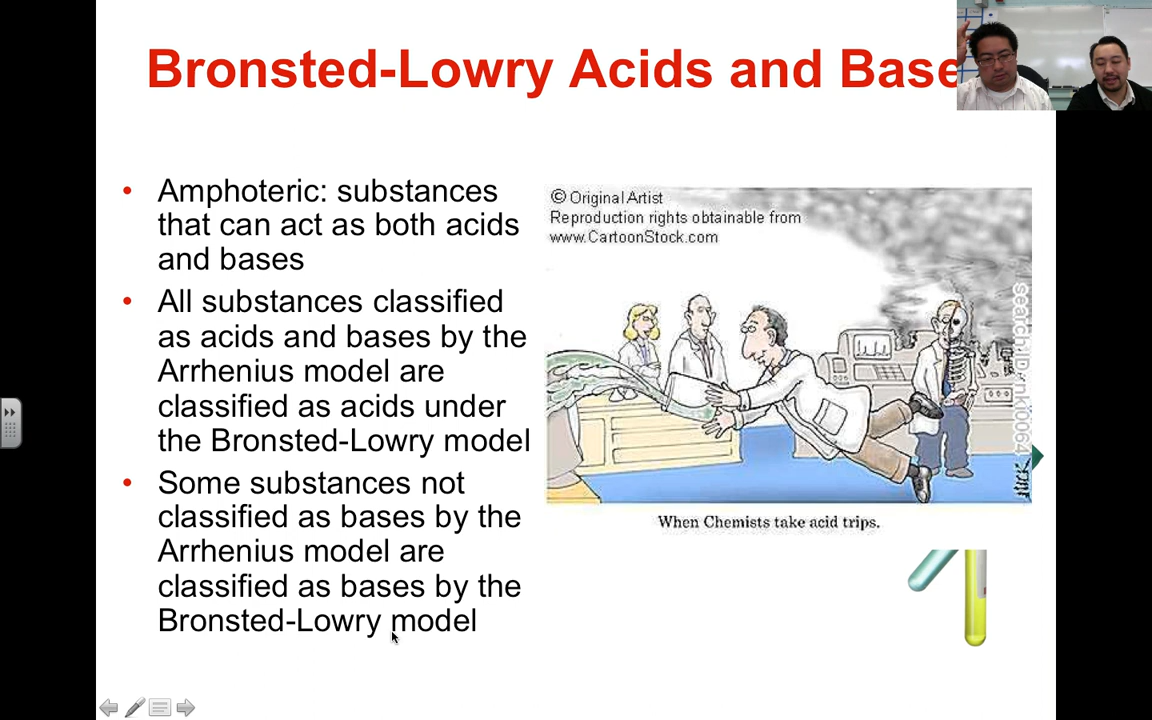 Bronsted-Lowry Acids and Base
• Amphoteric: substances
that can act as both acids
and bases
• All substances classified
as acids and bases by the
Arrhenius model are
classified as acids under
the Bronsted-Lowry model
• Some substances not
classified as bases by the
Arrhenius model are
classified as bases by the
Bronsted-Lowry model
© Original Artist
Reproduction rights obtainable from
www.CartoonStock.com
When Chemists take acid trips.